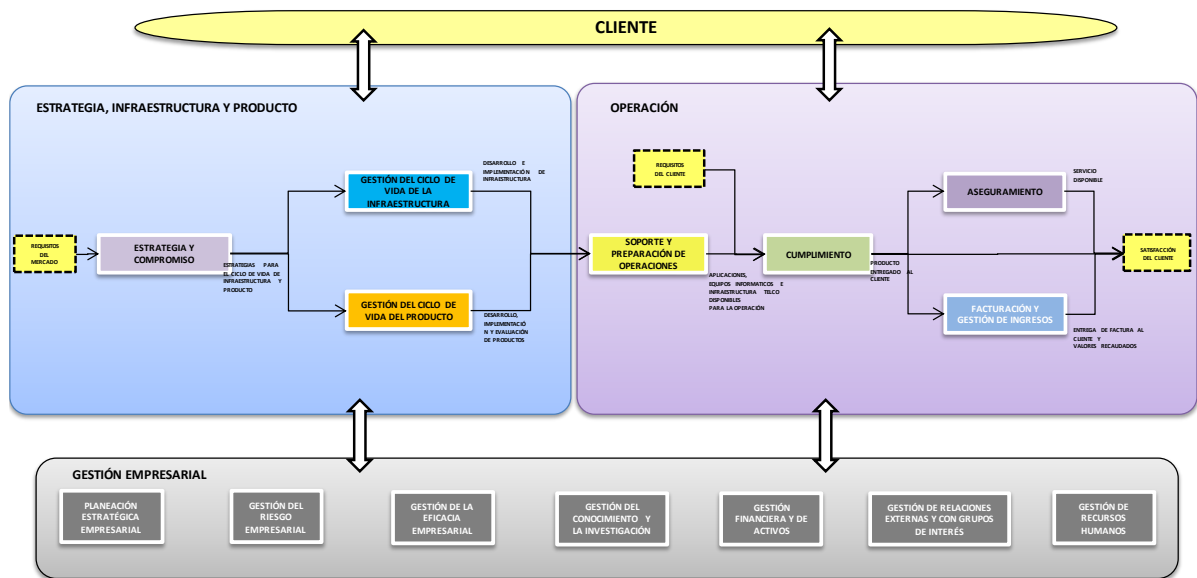 CLIENTE
ESTRATEGIA, INFRAESTRUCTURA Y PRODUCTO
REQUISITOS
DEL
MERCADO
ESTRATEGIA Y
COMPROMISO
ESTRATEGIAS PARA
EL CICLO DE VIDA DE
INFRAESTRUCTURA Y
PRODUCTO
GESTIÓN DEL CICLO DE
VIDA DE LA
INFRAESTRUCTURA
DESARROLLO E
IMPLEMENTACIÓN DE
INFRAESTRUCTURA
GESTIÓN DEL CICLO DE
VIDA DEL PRODUCTO
DESARROLLO,
IMPLEMENTACIÓ
N Y EVALUACIÓN
DE PRODUCTOS
OPERACIÓN
REQUISITOS
DEL CLIENTE
SOPORTE Y
PREPARACIÓN DE
OPERACIONES
APLICACIONES,
EQUIPOS INFORMATICOS E
INFRAESTRUCTURA TELCO
DISPONIBLES
PARA LA OPERACIÓN
CUMPLIMIENTO
PRODUCTO
ENTREGADO AL
CLIENTE
ASEGURAMIENTO
SERVICIO
DISPONIBLE
FACTURACIÓN Y
GESTIÓN DE INGRESOS
ENTREGA DE FACTURA AL
CLIENTE Y
VALORES RECAUDADOS
SATISFACCIÓN
DEL CLIENTE
GESTIÓN EMPRESARIAL
PLANEACIÓN
ESTRATÉGICA
EMPRESARIAL
GESTIÓN DEL
RIESGO
EMPRESARIAL
GESTIÓN DE LA
EFICACIA
EMPRESARIAL
GESTIÓN DEL
CONOCIMIENTO Y
LA INVESTIGACIÓN
GESTIÓN
FINANCIERA Y DE
ACTIVOS
GESTIÓN DE RELACIONES
EXTERNAS Y CON GRUPOS
DE INTERÉS
GESTIÓN DE
RECURSOS
HUMANOS